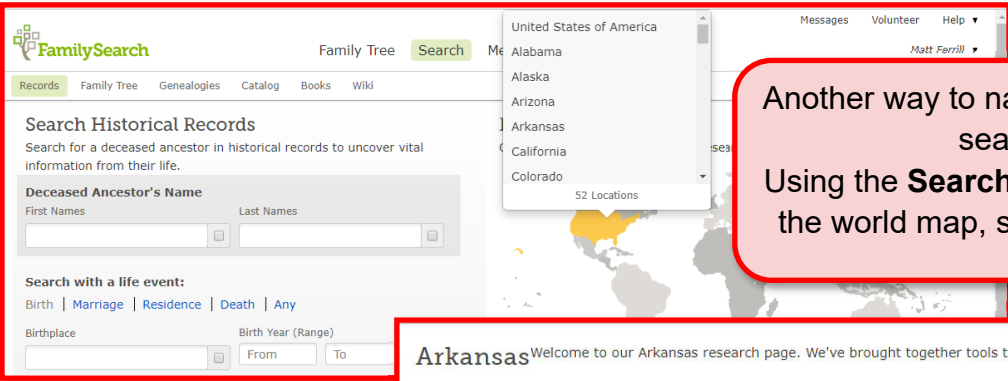 FamilySearch
Family Tree Search
Messages Volunteer Help
Matt Ferrill
Records Family Tree Genealogies Catalog Books Wiki
Search Historical Records
Search for a deceased ancestor in historical records to uncover vital
information from their life.
Deceased Ancestor's Name
First Names Last Names
Search with a life event:
Birth | Marriage | Residence | Death | Any
Birthplace Birth Year (Range)
From To
United States of America
Alabama
Alaska
Arizona
Arkansas
California
Colorado
52 Locations
Another way to na
sea
Using the Search
the world map, s
Arkansas Welcome to our Arkansas research page. We've brought together tools t